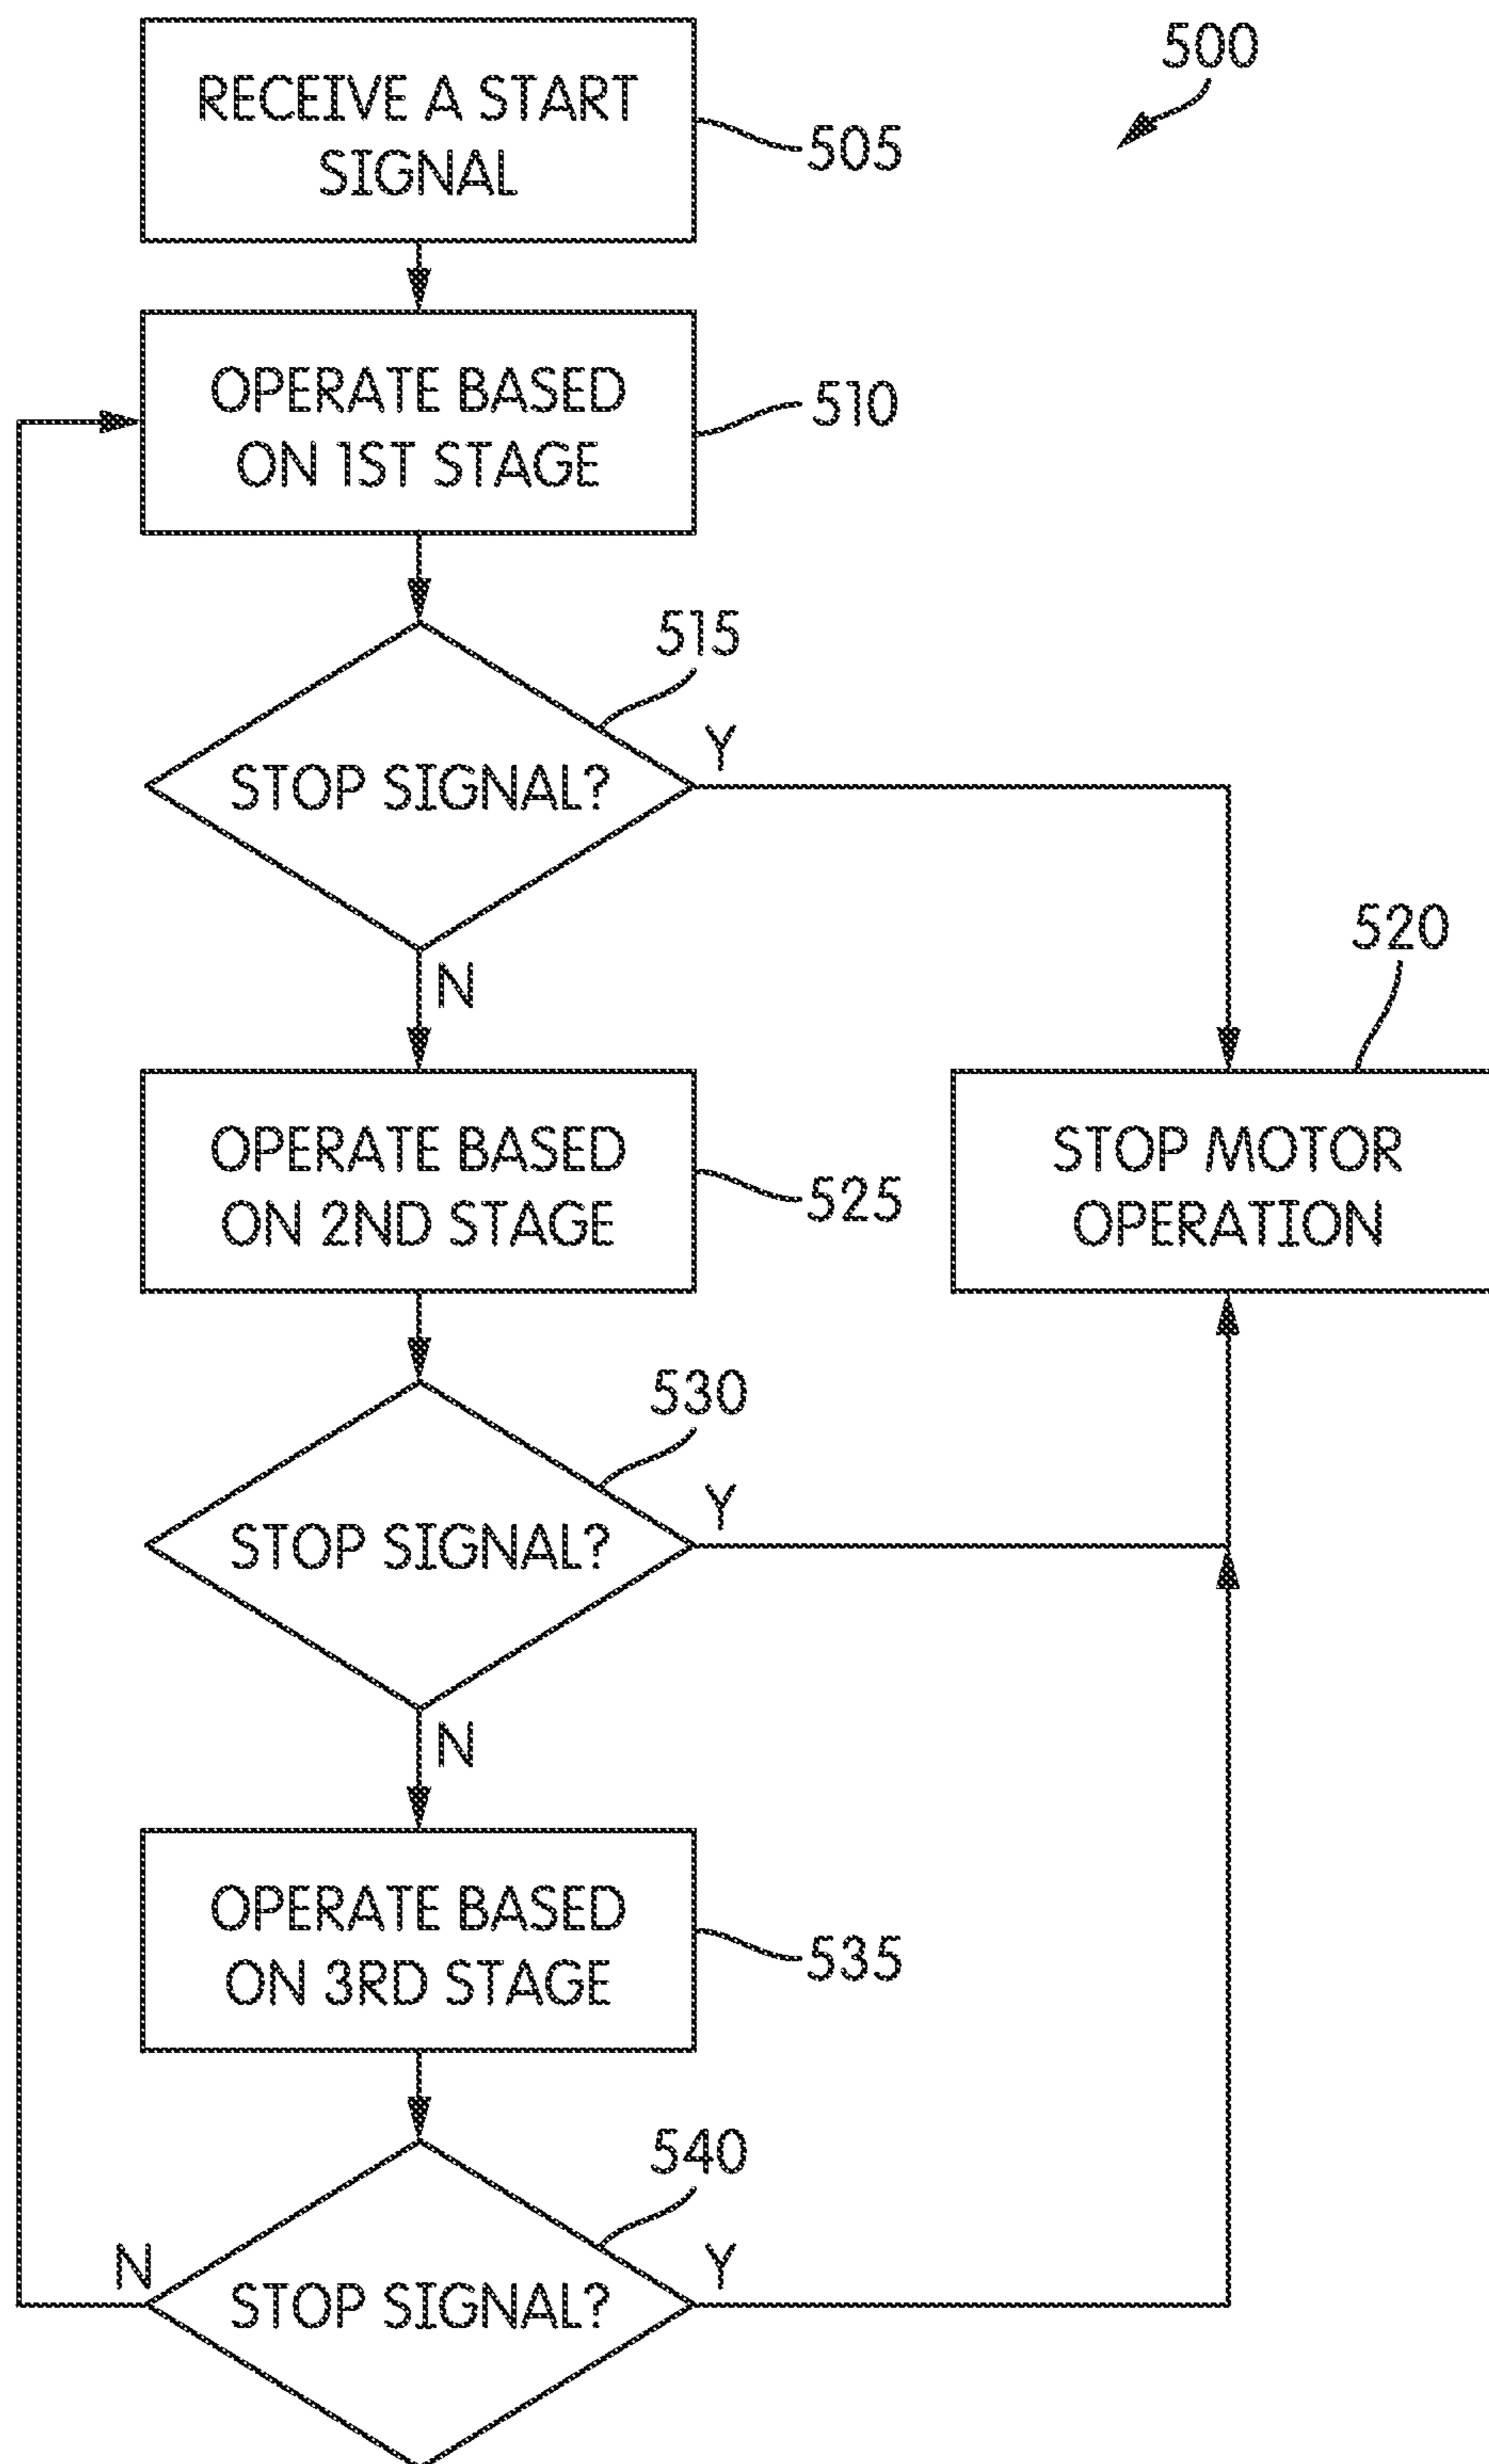 500
RECEIVE A START
SIGNAL
505
OPERATE BASED
ON 1ST STAGE
510
515
STOP SIGNAL?
Y
N
520
STOP MOTOR
OPERATION
OPERATE BASED
ON 2ND STAGE
525
530
STOP SIGNAL?
Y
N
OPERATE BASED
ON 3RD STAGE
535
540
N
STOP SIGNAL?
Y